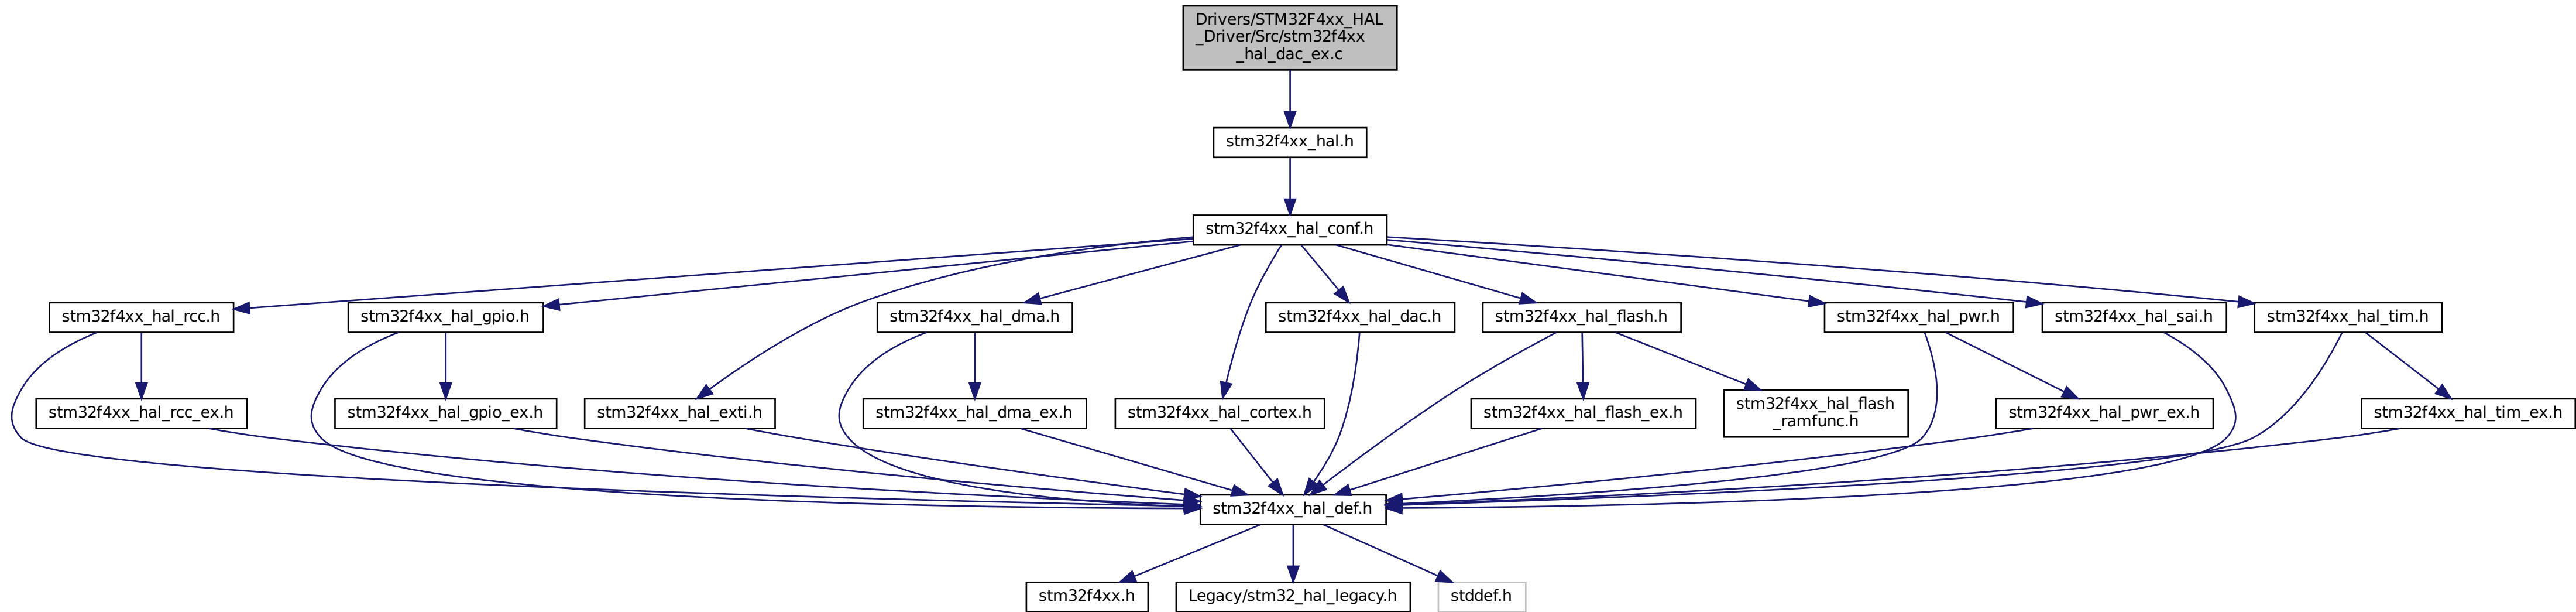 Drivers/STM32F4xx_HAL
_Driver/Src/stm32f4xx
_hal_dac_ex.c
stm32f4xx_hal.h
stm32f4xx_hal_conf.h
stm32f4xx_hal_rcc.h
stm32f4xx_hal_gpio.h
stm32f4xx_hal_dma.h
stm32f4xx_hal_dac.h
stm32f4xx_hal_flash.h
stm32f4xx_hal_pwr.h
stm32f4xx_hal_sai.h
stm32f4xx_hal_tim.h
stm32f4xx_hal_rcc_ex.h
stm32f4xx_hal_gpio_ex.h
stm32f4xx_hal_exti.h
stm32f4xx_hal_dma_ex.h
stm32f4xx_hal_cortex.h
stm32f4xx_hal_flash_ex.h
stm32f4xx_hal_flash
_ramfunc.h
stm32f4xx_hal_pwr_ex.h
stm32f4xx_hal_tim_ex.h
stm32f4xx_hal_def.h
stm32f4xx.h
Legacy/stm32_hal_legacy.h
stddef.h